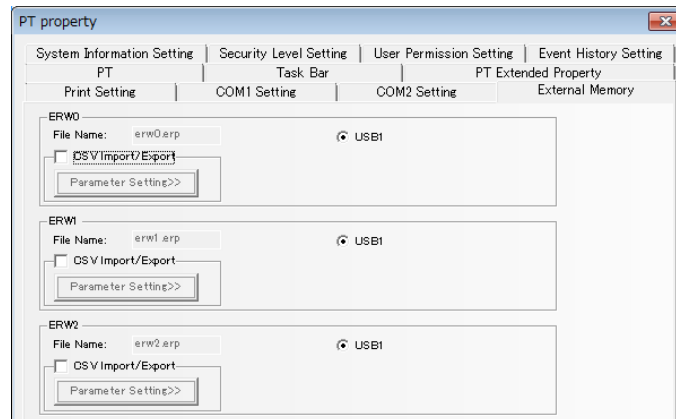 PT property
System Information Setting Security Level Setting User Permission Setting Event History Setting
PT Task Bar PT Extended Property
Print Setting COM1 Setting COM2 Setting External Memory
ERW0
File Name: erw0.erp USB1
CSV Import/Export
Parameter Setting>>
ERW1
File Name: erw1.erp USB1
CSV Import/Export
Parameter Setting>>
ERW2
File Name: erw2.erp USB1
CSV Import/Export
Parameter Setting>>